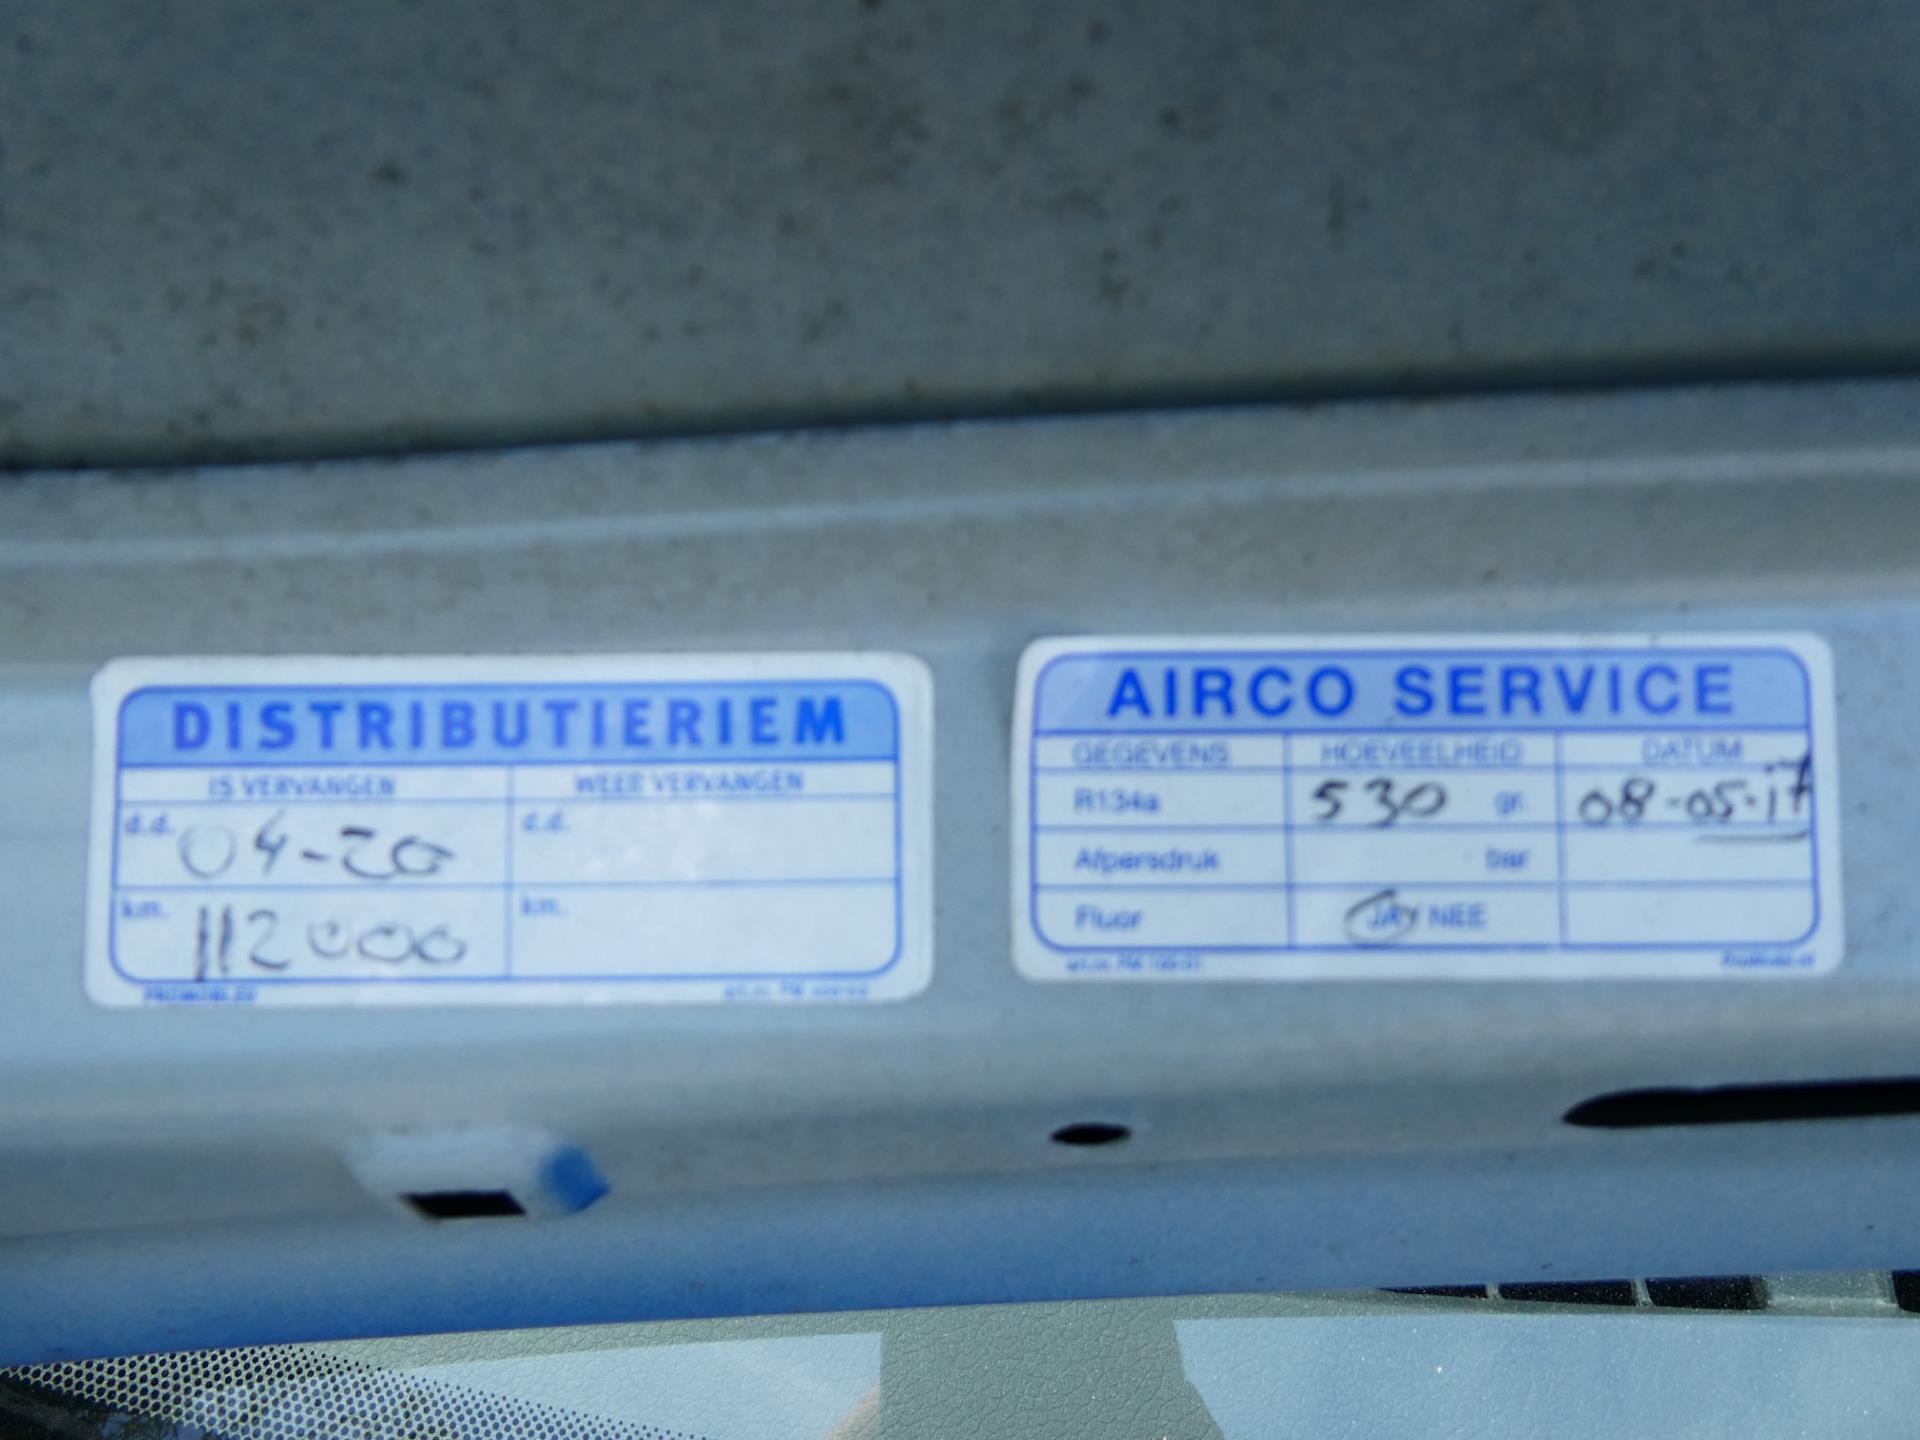 DISTRIBUTIERIEM
IS VERVANGEN WEER VERVANGEN
d.d. 04-20 d.d.
km. 112000 km.
AIRCO SERVICE
GEGEVENS HOEVEELHEID DATUM
R134a 530 gr. 08-05-17
Afpersdruk bar
Fluor JA/NEE